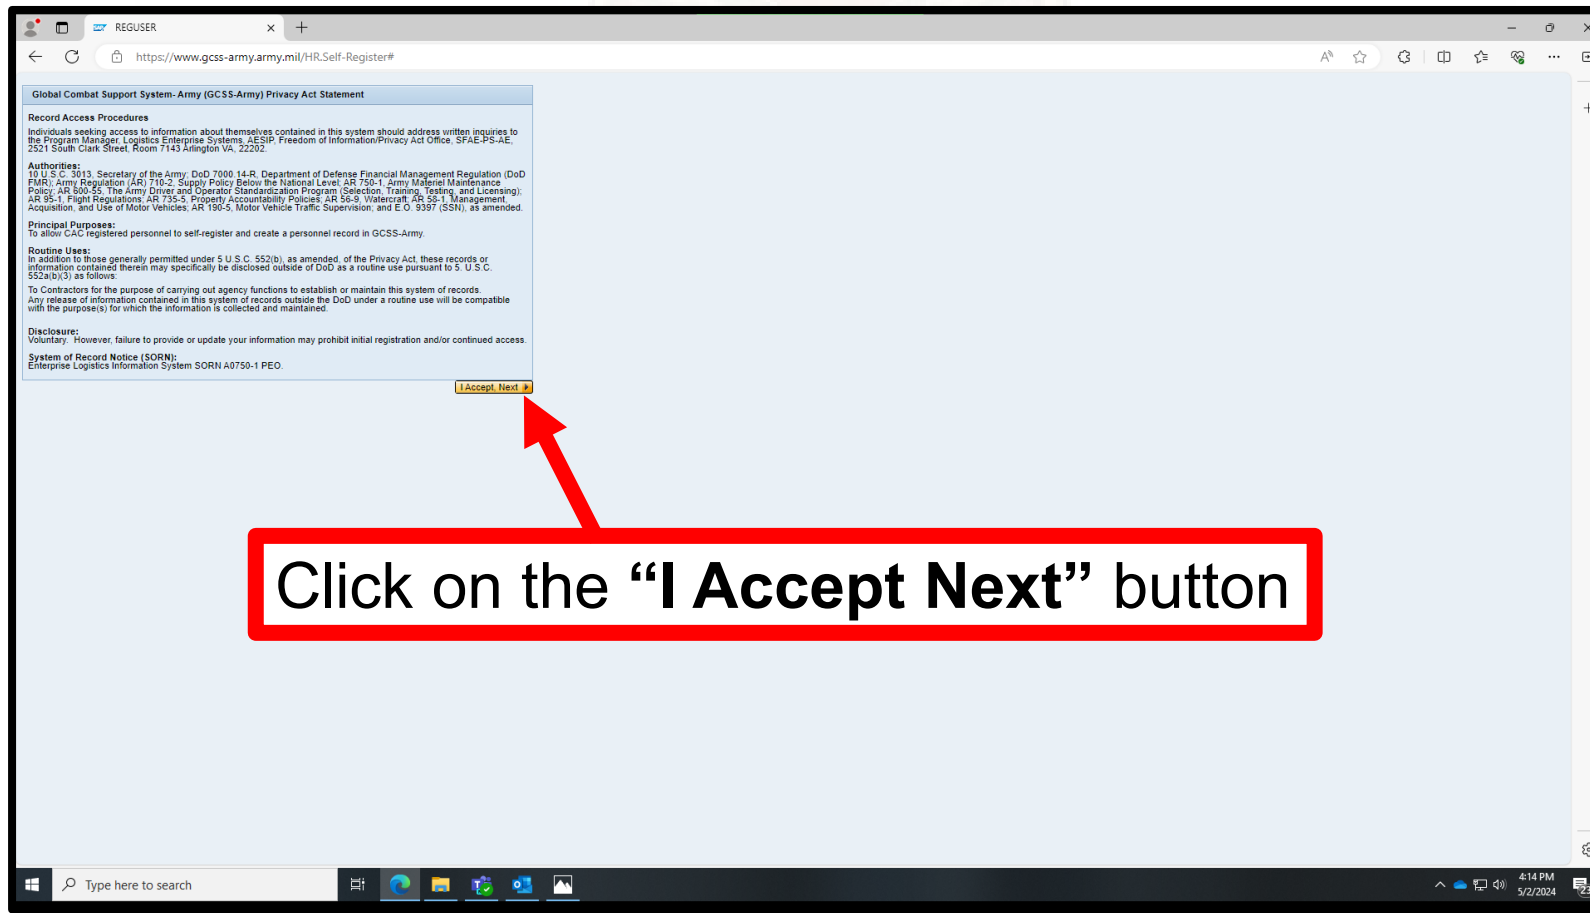 SAP REGUSER
https://www.gcss-army.army.mil/HR.Self-Register#
Global Combat Support System- Army (GCSS-Army) Privacy Act Statement
Record Access Procedures
Individuals seeking access to information about themselves contained in this system should address written inquiries to
the Program Manager, Logistics Enterprise Systems, AESIP, Freedom of Information/Privacy Act Office, SFAE-PS-AE,
2521 South Clark Street, Room 7143 Arlington VA, 22202.
Authorities:
10 U.S.C. 3013, Secretary of the Army; DoD 7000.14-R, Department of Defense Financial Management Regulation (DoD
FMR); Army Regulation (AR) 710-2, Supply Policy Below the National Level; AR 750-1, Army Materiel Maintenance
Policy; AR 600-55, The Army Driver and Operator Standardization Program (Selection, Training, Testing, and Licensing);
AR 95-1, Flight Regulations; AR 735-5, Property Accountability Policies; AR 56-9, Watercraft; AR 58-1, Management,
Acquisition, and Use of Motor Vehicles; AR 190-5, Motor Vehicle Traffic Supervision; and E.O. 9397 (SSN), as amended.
Principal Purposes:
To allow CAC registered personnel to self-register and create a personnel record in GCSS-Army.
Routine Uses:
In addition to those generally permitted under 5 U.S.C. 552(b), as amended, of the Privacy Act, these records or
information contained therein may specifically be disclosed outside of DoD as a routine use pursuant to 5. U.S.C.
552a(b)(3) as follows:
To Contractors for the purpose of carrying out agency functions to establish or maintain this system of records.
Any release of information contained in this system of records outside the DoD under a routine use will be compatible
with the purpose(s) for which the information is collected and maintained.
Disclosure:
Voluntary. However, failure to provide or update your information may prohibit initial registration and/or continued access.
System of Record Notice (SORN):
Enterprise Logistics Information System SORN A0750-1 PEO.
I Accept, Next
Click on the “I Accept Next” button
Type here to search
4:14 PM
5/2/2024
23